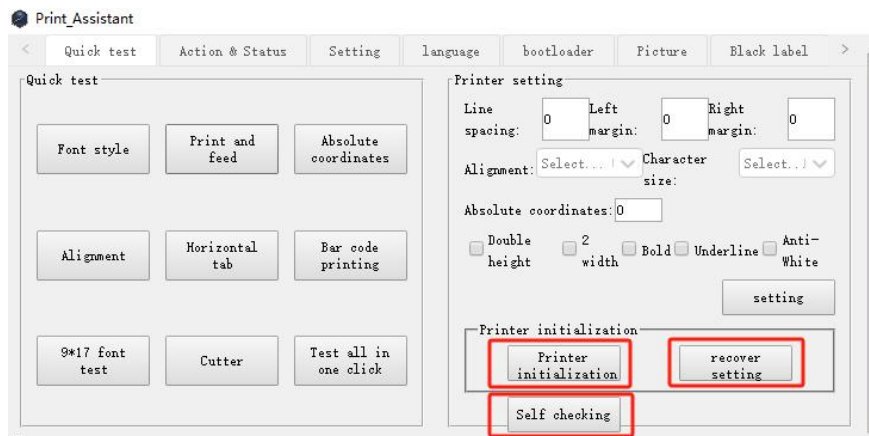 Print_Assistant
< Quick test Action & Status Setting language bootloader Picture Black label >
Quick test
Font style
Print and
feed
Absolute
coordinates
Alignment
Horizontal
tab
Bar code
printing
9*17 font
test
Cutter
Test all in
one click
Printer setting
Line
spacing:
0
Left
margin:
0
Right
margin:
0
Alignment:
Select...
Character
size:
Select..
Absolute coordinates:
0
Double
height
2
width
Bold
Underline
Anti-
White
setting
Printer initialization
Printer
initialization
recover
setting
Self checking